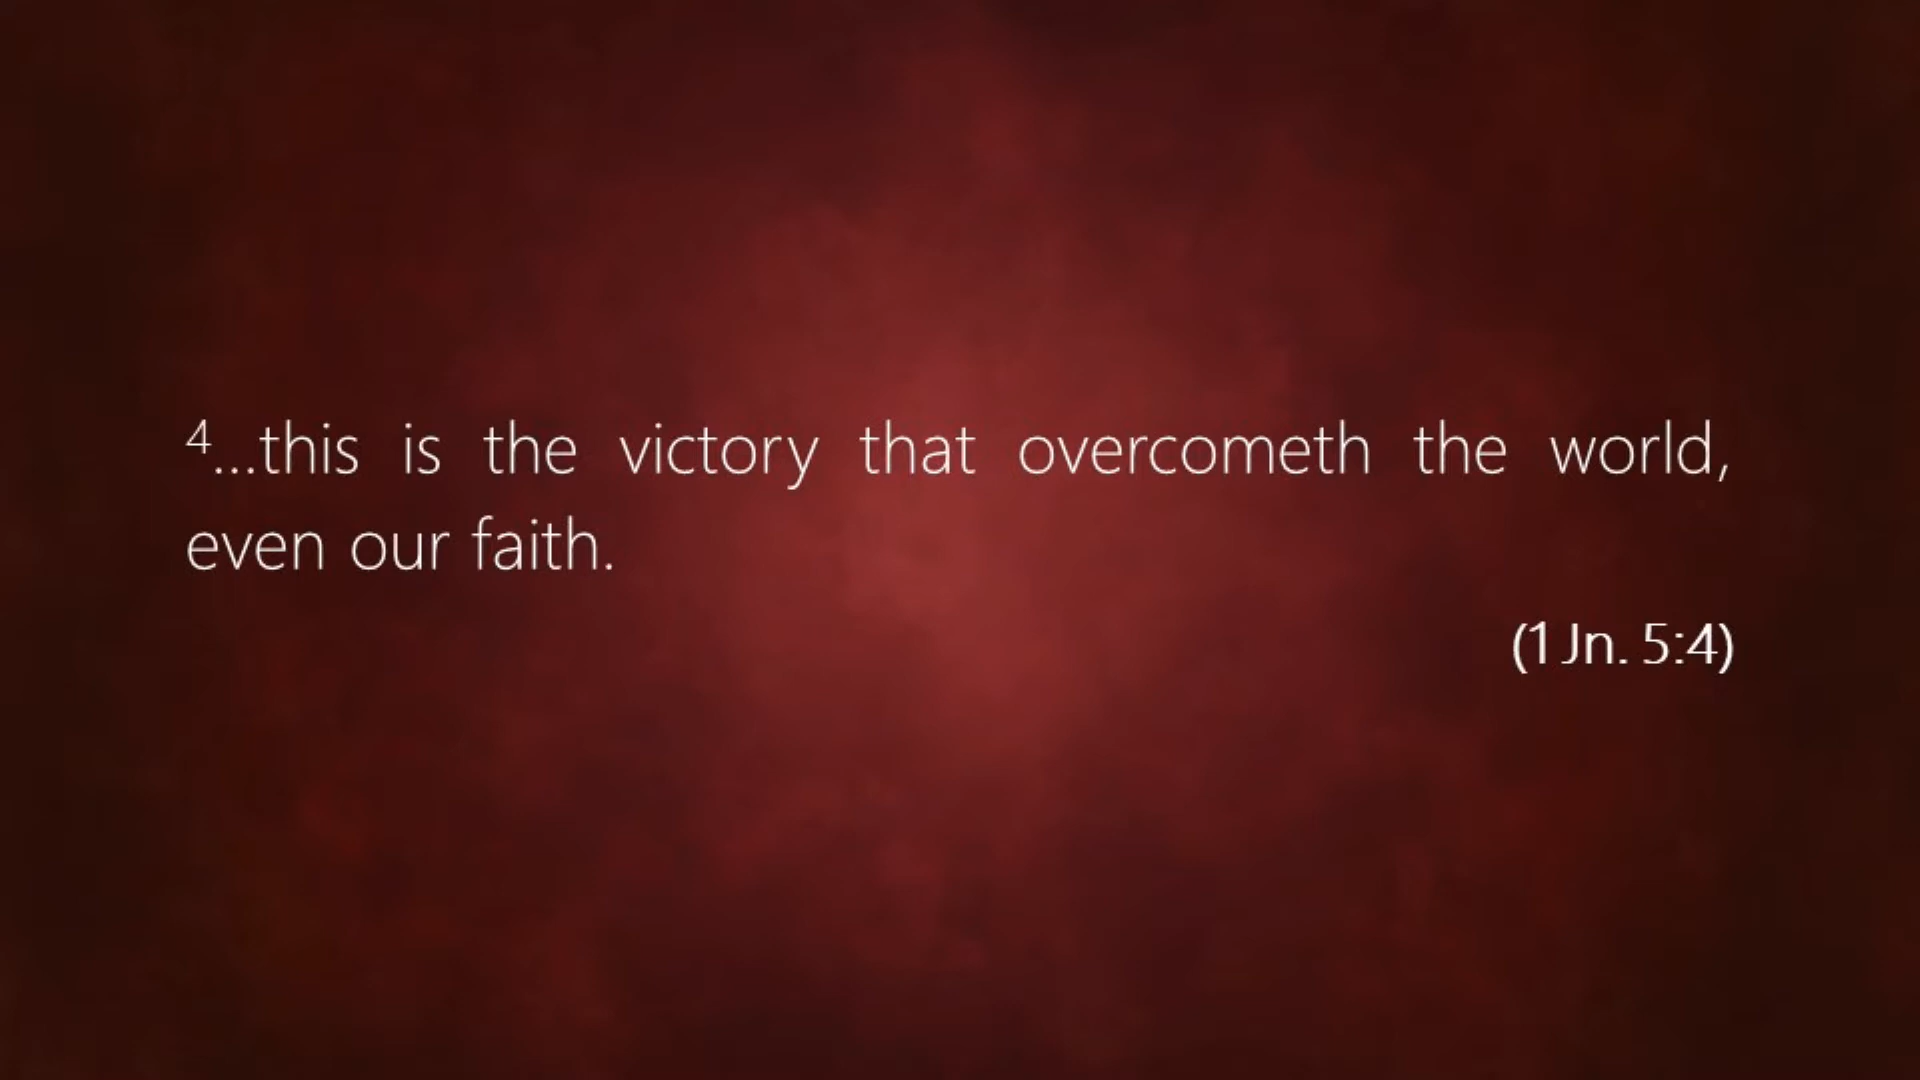 ⁴...this is the victory that overcometh the world,
even our faith.
(1 Jn. 5:4)